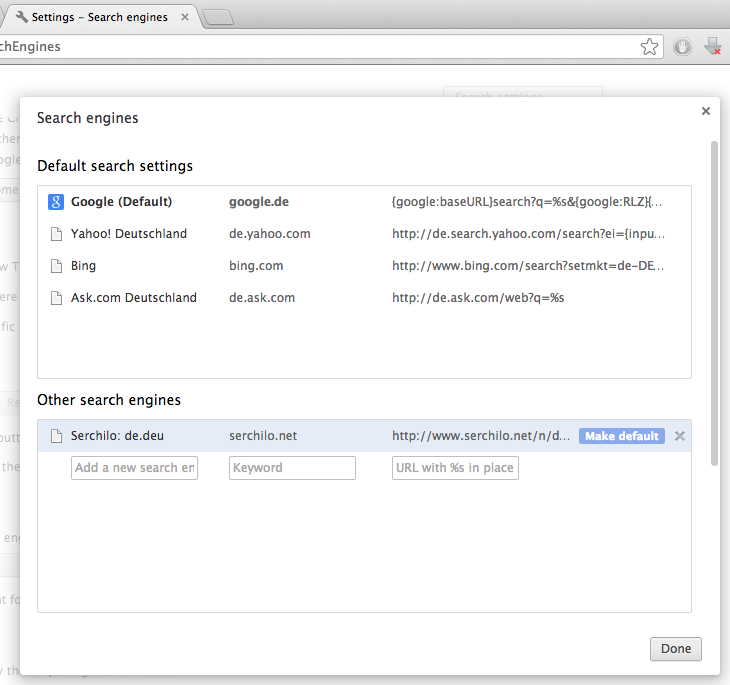 Settings – Search engines
chEngines
Search settings
Search engines
Default search settings
Google (Default) google.de {google:baseURL}search?q=%s&{google:RLZ}{...
Yahoo! Deutschland de.yahoo.com http://de.search.yahoo.com/search?ei={inpu...
Bing bing.com http://www.bing.com/search?setmkt=de-DE...
Ask.com Deutschland de.ask.com http://de.ask.com/web?q=%s
Other search engines
Serchilo: de.deu serchilo.net http://www.serchilo.net/n/d... Make default
Add a new search en Keyword URL with %s in place
Done